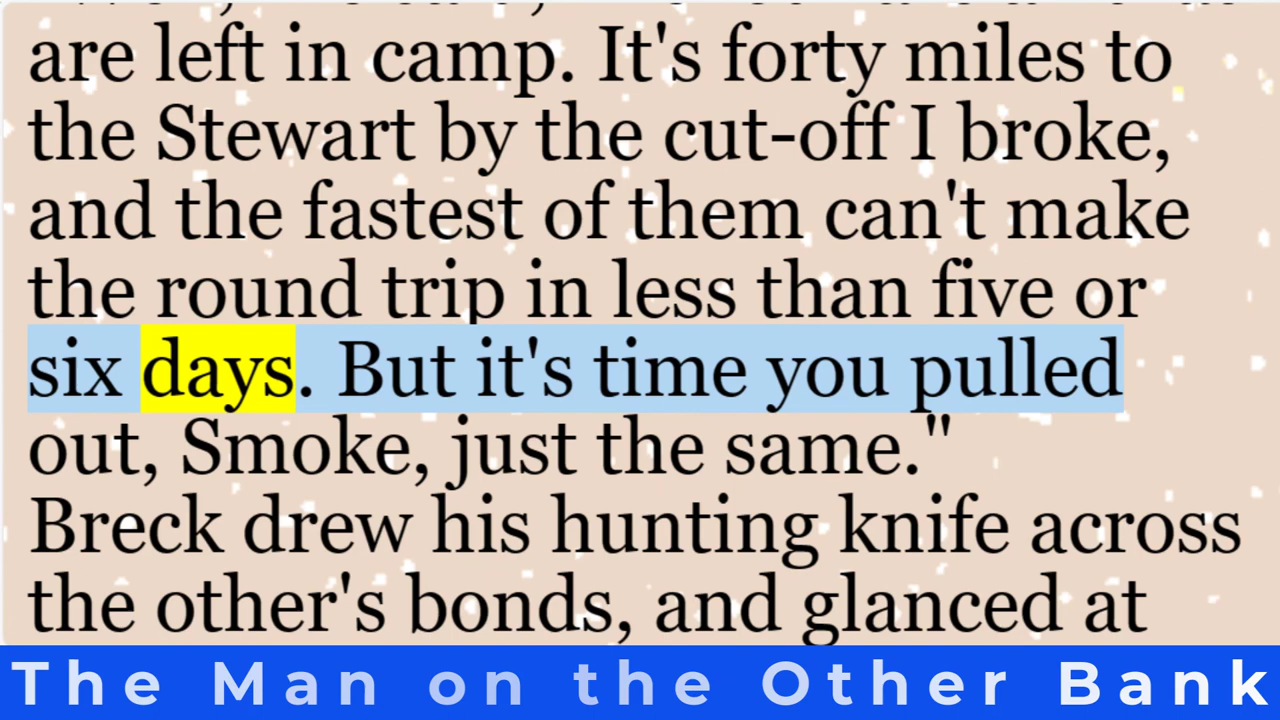 are left in camp. It's forty miles to
the Stewart by the cut-off I broke,
and the fastest of them can't make
the round trip in less than five or
six days. But it's time you pulled
out, Smoke, just the same."
Breck drew his hunting knife across
the other's bonds, and glanced at
The Man on the Other Bank